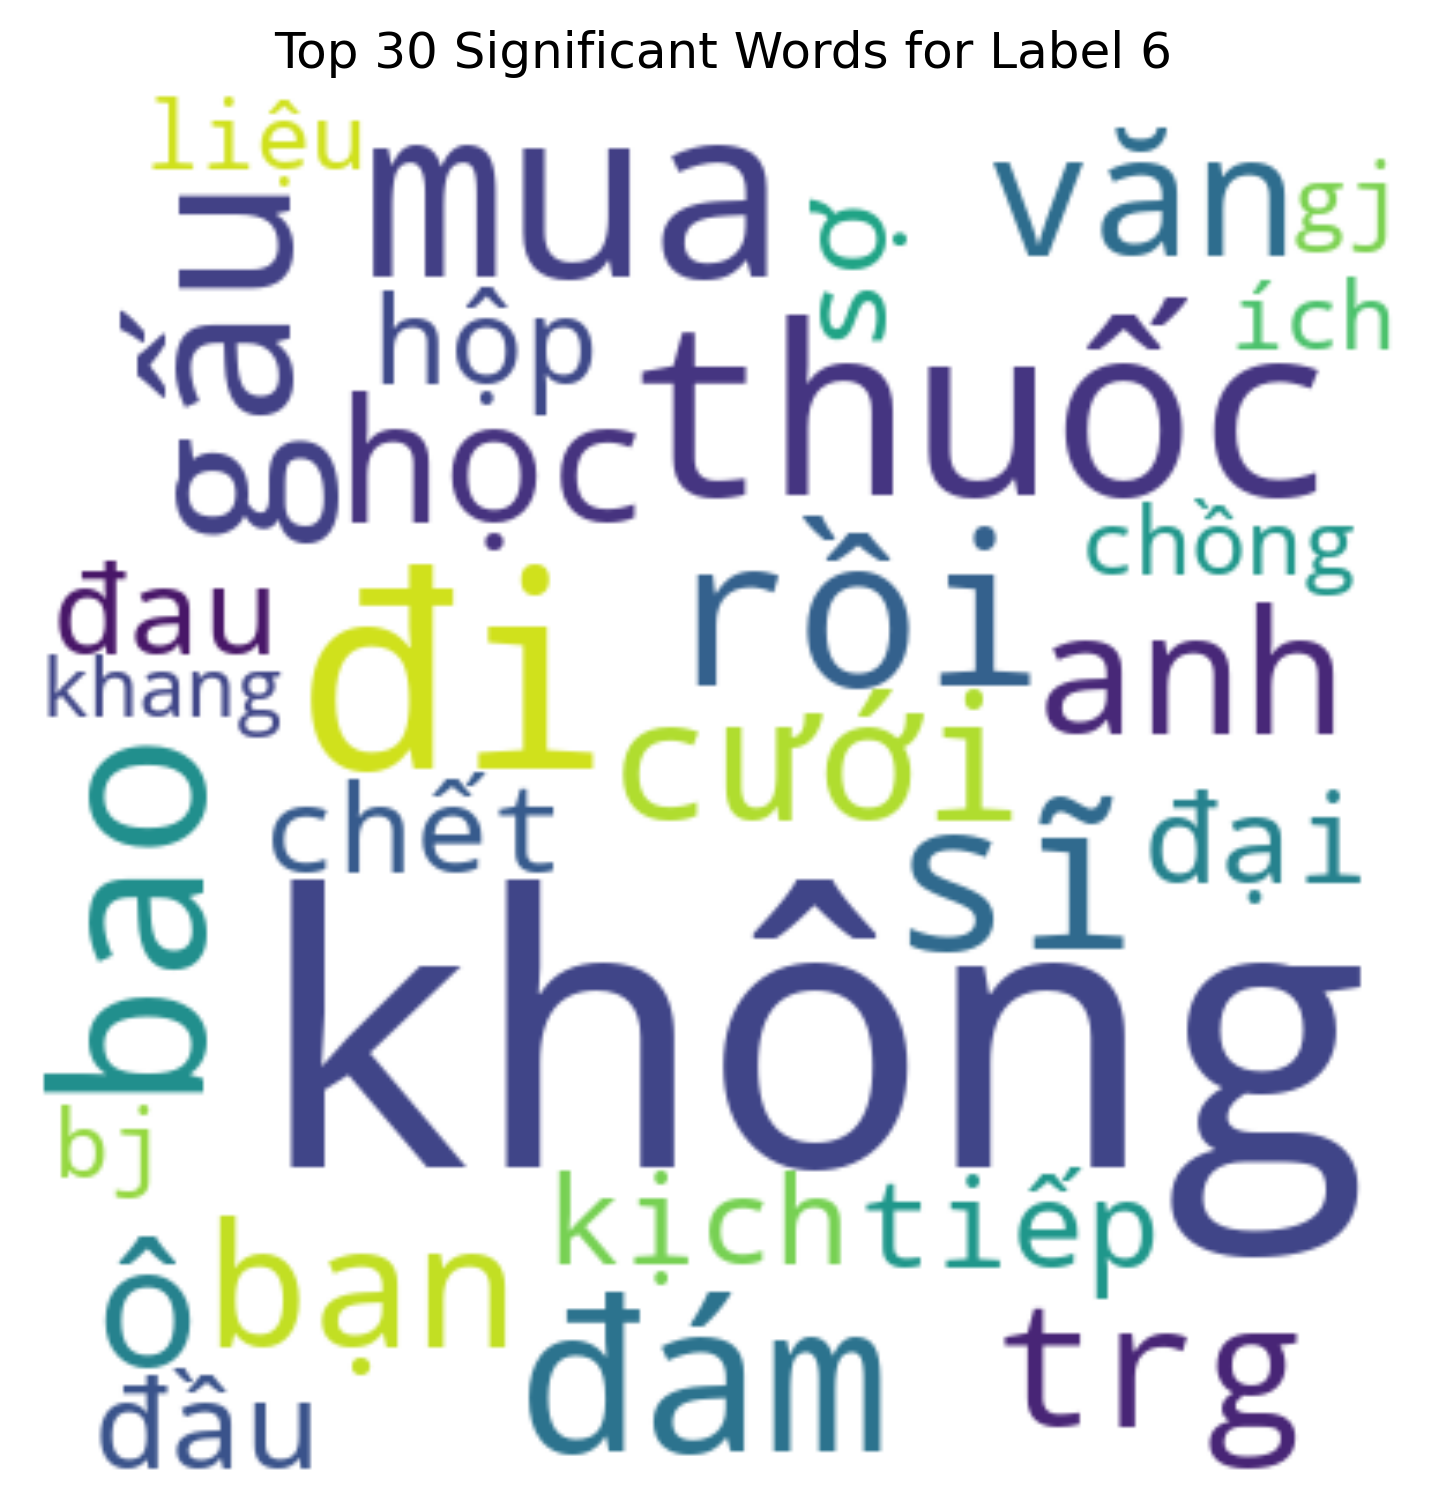 Top 30 Significant Words for Label 6
liệu
mua
văn
gj
gấu
sợ
hộp
ích
thuốc
học
chồng
rồi
đau
đi
anh
khang
cưới
bao
chết
sĩ
đại
không
bj
kịch
tiếp
ô
bạn
đám
trg
đầu